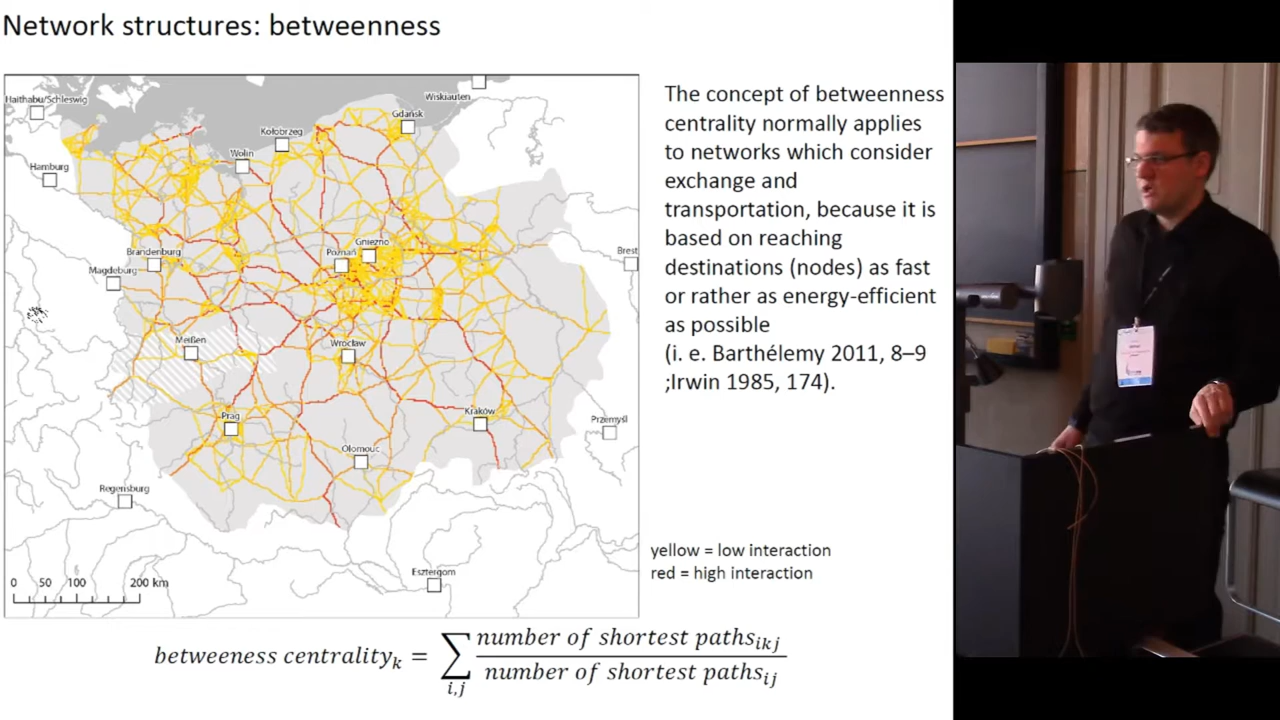 Network structures: betweenness
Haithabu/Schleswig
Wiskiauten
Gdańsk
Kołobrzeg
Hamburg
Wolin
Gniezno
Poznań
Brandenburg
Brest
Magdeburg
Meißen
Wrocław
Prag
Kraków
Przemyśl
Olomouc
Regensburg
Esztergom
0 50 100 200 km
The concept of betweenness
centrality normally applies
to networks which consider
exchange and
transportation, because it is
based on reaching
destinations (nodes) as fast
or rather as energy-efficient
as possible
(i. e. Barthélemy 2011, 8–9
;Irwin 1985, 174).
yellow = low interaction
red = high interaction
betweeness centralityₖ = ∑ᵢ,ⱼ number of shortest pathsᵢₖⱼ
number of shortest pathsᵢⱼ